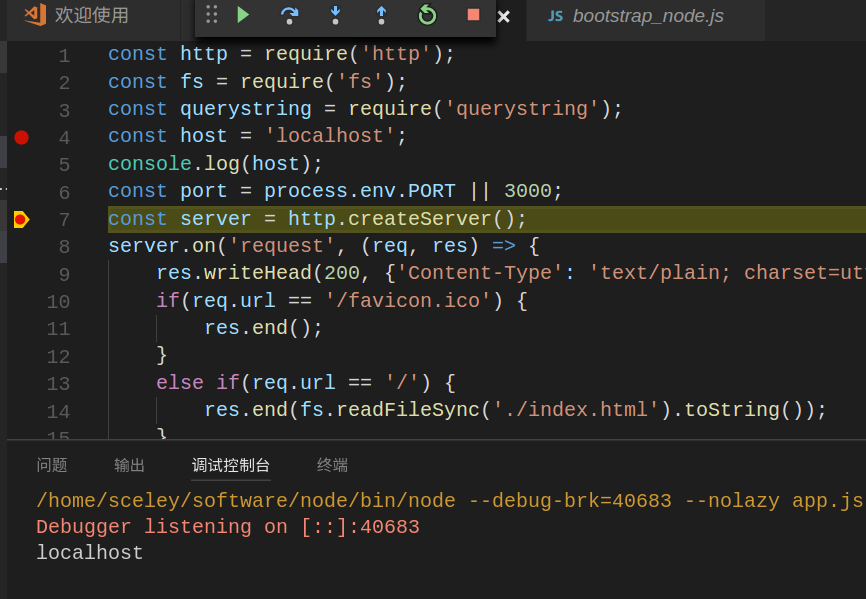 欢迎使用
JS bootstrap_node.js
1 const http = require('http');
2 const fs = require('fs');
3 const querystring = require('querystring');
4 const host = 'localhost';
5 console.log(host);
6 const port = process.env.PORT || 3000;
7 const server = http.createServer();
8 server.on('request', (req, res) => {
9 res.writeHead(200, {'Content-Type': 'text/plain; charset=ut
10 if(req.url == '/favicon.ico') {
11 res.end();
12 }
13 else if(req.url == '/') {
14 res.end(fs.readFileSync('./index.html').toString());
15 }
问题 输出 调试控制台 终端
/home/sceley/software/node/bin/node --debug-brk=40683 --nolazy app.js
Debugger listening on [::]:40683
localhost